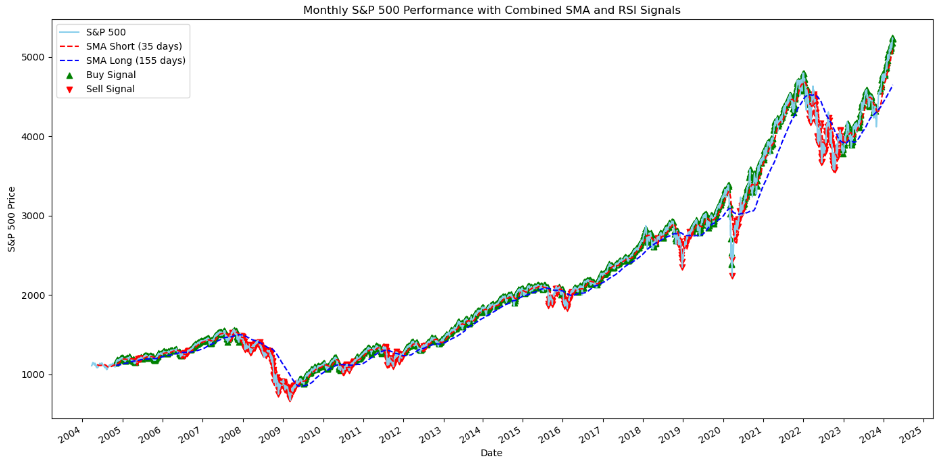 Monthly S&P 500 Performance with Combined SMA and RSI Signals
S&P 500
SMA Short (35 days)
SMA Long (155 days)
Buy Signal
Sell Signal
S&P 500 Price
5000
4000
3000
2000
1000
2004 2005 2006 2007 2008 2009 2010 2011 2012 2013 2014 2015 2016 2017 2018 2019 2020 2021 2022 2023 2024 2025
Date